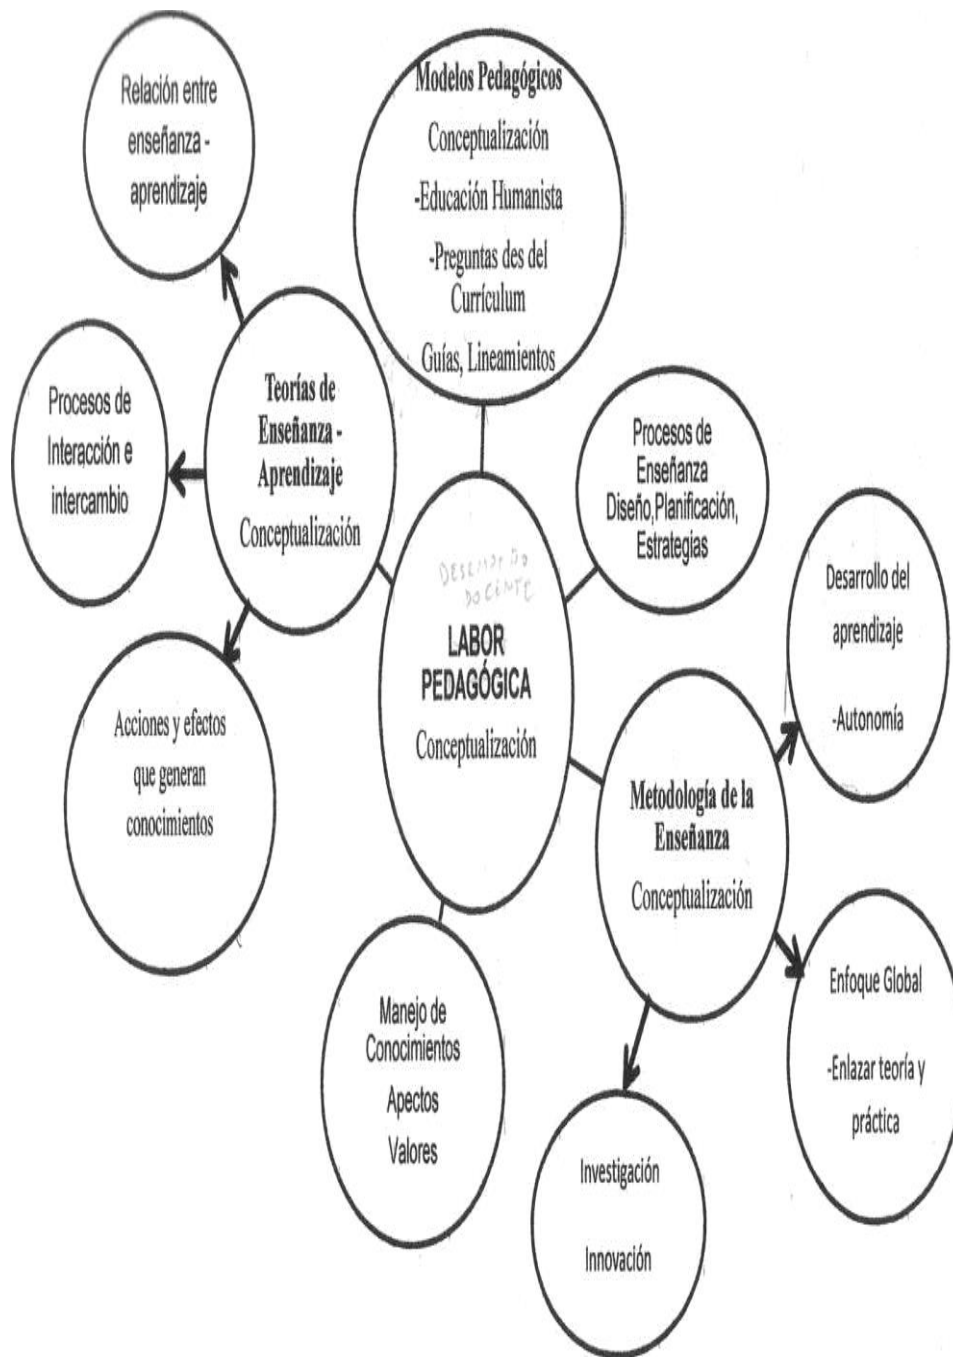 Relación entre
enseñanza -
aprendizaje
Modelos Pedagógicos
Conceptualización
-Educación Humanista
-Preguntas des del
Currículum
Guías, Lineamientos
Procesos de
Interacción e
intercambio
Teorías de
Enseñanza -
Aprendizaje
Conceptualización
Procesos de
Enseñanza
Diseño,Planificación,
Estrategias
DESEMPEÑO
DOCENTE
LABOR
PEDAGÓGICA
Conceptualización
Desarrollo del
aprendizaje
-Autonomía
Acciones y efectos
que generan
conocimientos
Metodología de la
Enseñanza
Conceptualización
Manejo de
Conocimientos
Apectos
Valores
Enfoque Global
-Enlazar teoría y
práctica
Investigación
Innovación